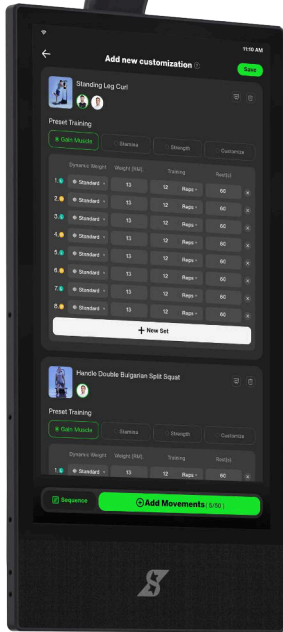 11:10 AM
Add new customization ?
Save
Standing Leg Curl
Preset Training
Gain Muscle Stamina Strength Customize
Dynamic Weight Weight (RM) Training Rest(s)
1. Standard 13 12 Reps 60
2. Standard 13 12 Reps 60
3. Standard 13 12 Reps 60
4. Standard 13 12 Reps 60
5. Standard 13 12 Reps 60
6. Standard 13 12 Reps 60
7. Standard 13 12 Reps 60
8. Standard 13 12 Reps 60
+ New Set
Handle Double Bulgarian Split Squat
Preset Training
Gain Muscle Stamina Strength Customize
Dynamic Weight Weight (RM) Training Rest(s)
1. Standard 13 12 Reps 60
Sequence
Add Movements